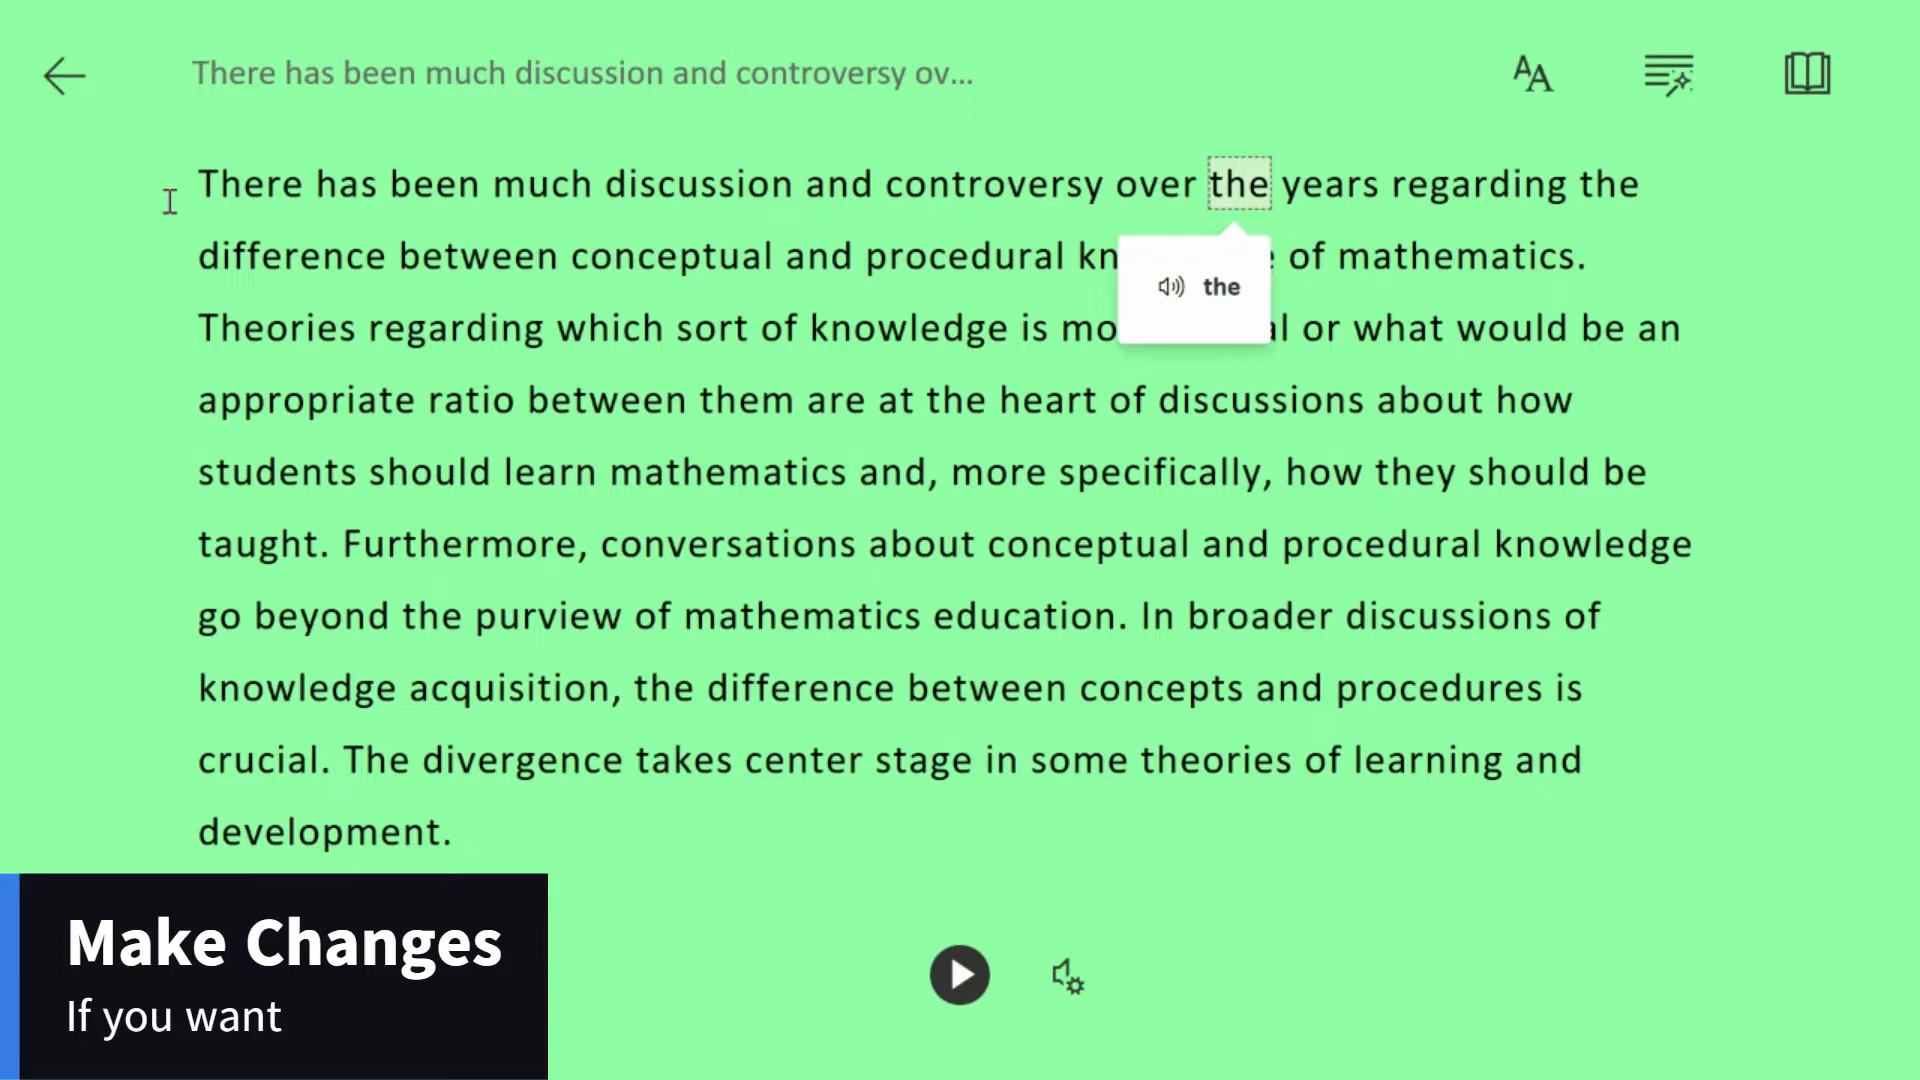 There has been much discussion and controversy ov...
There has been much discussion and controversy over the years regarding the
difference between conceptual and procedural kn e of mathematics.
the
Theories regarding which sort of knowledge is mo al or what would be an
appropriate ratio between them are at the heart of discussions about how
students should learn mathematics and, more specifically, how they should be
taught. Furthermore, conversations about conceptual and procedural knowledge
go beyond the purview of mathematics education. In broader discussions of
knowledge acquisition, the difference between concepts and procedures is
crucial. The divergence takes center stage in some theories of learning and
development.
Make Changes
If you want